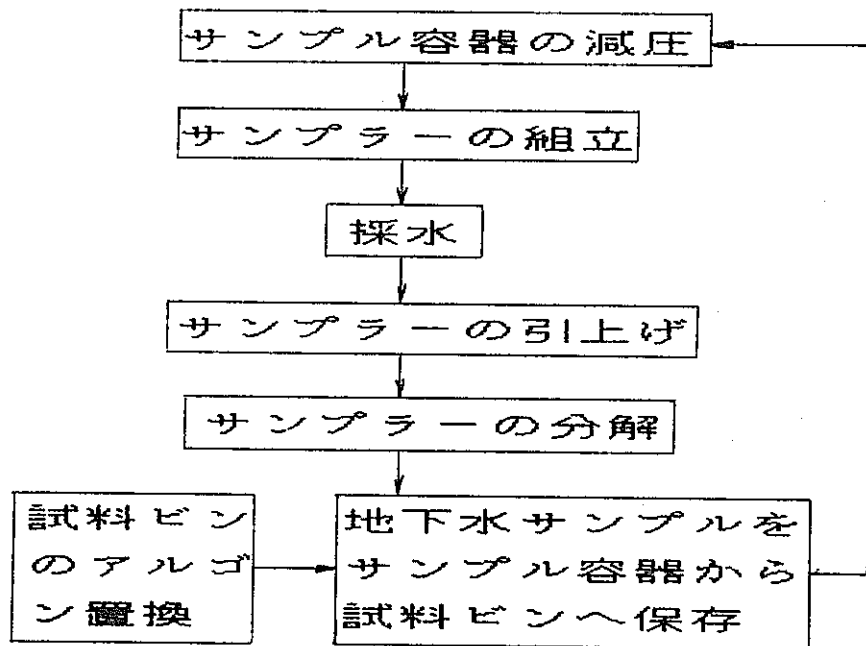 サンプル容器の減圧
サンプラーの組立
採水
サンプラーの引上げ
サンプラーの分解
試料ビン
のアルゴ
ン置換
地下水サンプルを
サンプル容器から
試料ビンへ保存